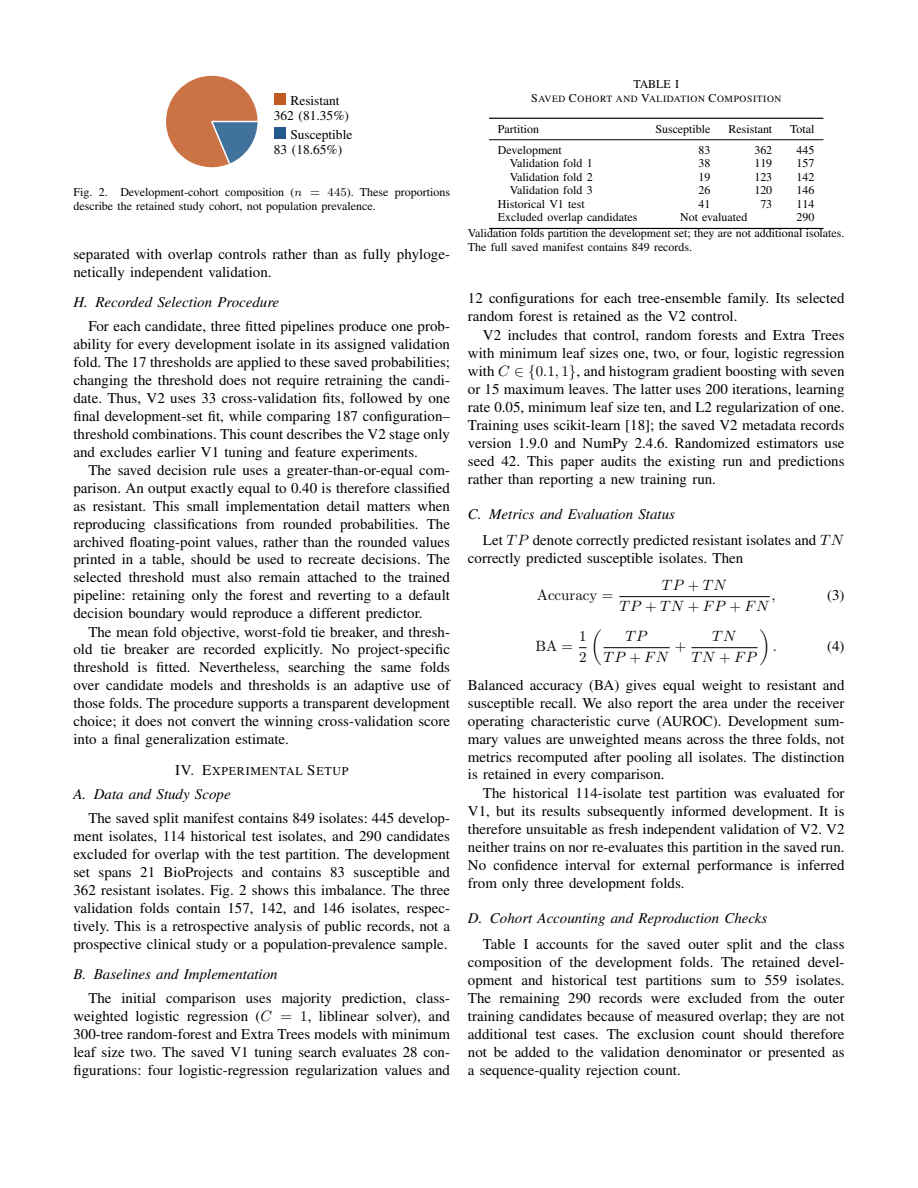 Resistant
362 (81.35%)
Susceptible
83 (18.65%)
Fig. 2. Development-cohort composition (n = 445). These proportions
describe the retained study cohort, not population prevalence.
separated with overlap controls rather than as fully phyloge-
netically independent validation.
H. Recorded Selection Procedure
For each candidate, three fitted pipelines produce one prob-
ability for every development isolate in its assigned validation
fold. The 17 thresholds are applied to these saved probabilities;
changing the threshold does not require retraining the candi-
date. Thus, V2 uses 33 cross-validation fits, followed by one
final development-set fit, while comparing 187 configuration–
threshold combinations. This count describes the V2 stage only
and excludes earlier V1 tuning and feature experiments.
The saved decision rule uses a greater-than-or-equal com-
parison. An output exactly equal to 0.40 is therefore classified
as resistant. This small implementation detail matters when
reproducing classifications from rounded probabilities. The
archived floating-point values, rather than the rounded values
printed in a table, should be used to recreate decisions. The
selected threshold must also remain attached to the trained
pipeline: retaining only the forest and reverting to a default
decision boundary would reproduce a different predictor.
The mean fold objective, worst-fold tie breaker, and thresh-
old tie breaker are recorded explicitly. No project-specific
threshold is fitted. Nevertheless, searching the same folds
over candidate models and thresholds is an adaptive use of
those folds. The procedure supports a transparent development
choice; it does not convert the winning cross-validation score
into a final generalization estimate.
IV. EXPERIMENTAL SETUP
A. Data and Study Scope
The saved split manifest contains 849 isolates: 445 develop-
ment isolates, 114 historical test isolates, and 290 candidates
excluded for overlap with the test partition. The development
set spans 21 BioProjects and contains 83 susceptible and
362 resistant isolates. Fig. 2 shows this imbalance. The three
validation folds contain 157, 142, and 146 isolates, respec-
tively. This is a retrospective analysis of public records, not a
prospective clinical study or a population-prevalence sample.
B. Baselines and Implementation
The initial comparison uses majority prediction, class-
weighted logistic regression (C = 1, liblinear solver), and
300-tree random-forest and Extra Trees models with minimum
leaf size two. The saved V1 tuning search evaluates 28 con-
figurations: four logistic-regression regularization values and
TABLE I
SAVED COHORT AND VALIDATION COMPOSITION
Partition Susceptible Resistant Total
Development 83 362 445
Validation fold 1 38 119 157
Validation fold 2 19 123 142
Validation fold 3 26 120 146
Historical V1 test 41 73 114
Excluded overlap candidates Not evaluated 290
Validation folds partition the development set; they are not additional isolates.
The full saved manifest contains 849 records.
12 configurations for each tree-ensemble family. Its selected
random forest is retained as the V2 control.
V2 includes that control, random forests and Extra Trees
with minimum leaf sizes one, two, or four, logistic regression
with C ∈ {0.1, 1}, and histogram gradient boosting with seven
or 15 maximum leaves. The latter uses 200 iterations, learning
rate 0.05, minimum leaf size ten, and L2 regularization of one.
Training uses scikit-learn [18]; the saved V2 metadata records
version 1.9.0 and NumPy 2.4.6. Randomized estimators use
seed 42. This paper audits the existing run and predictions
rather than reporting a new training run.
C. Metrics and Evaluation Status
Let TP denote correctly predicted resistant isolates and TN
correctly predicted susceptible isolates. Then
Accuracy = (TP + TN) / (TP + TN + FP + FN), (3)
BA = 1/2 ( TP / (TP + FN) + TN / (TN + FP) ). (4)
Balanced accuracy (BA) gives equal weight to resistant and
susceptible recall. We also report the area under the receiver
operating characteristic curve (AUROC). Development sum-
mary values are unweighted means across the three folds, not
metrics recomputed after pooling all isolates. The distinction
is retained in every comparison.
The historical 114-isolate test partition was evaluated for
V1, but its results subsequently informed development. It is
therefore unsuitable as fresh independent validation of V2. V2
neither trains on nor re-evaluates this partition in the saved run.
No confidence interval for external performance is inferred
from only three development folds.
D. Cohort Accounting and Reproduction Checks
Table I accounts for the saved outer split and the class
composition of the development folds. The retained devel-
opment and historical test partitions sum to 559 isolates.
The remaining 290 records were excluded from the outer
training candidates because of measured overlap; they are not
additional test cases. The exclusion count should therefore
not be added to the validation denominator or presented as
a sequence-quality rejection count.